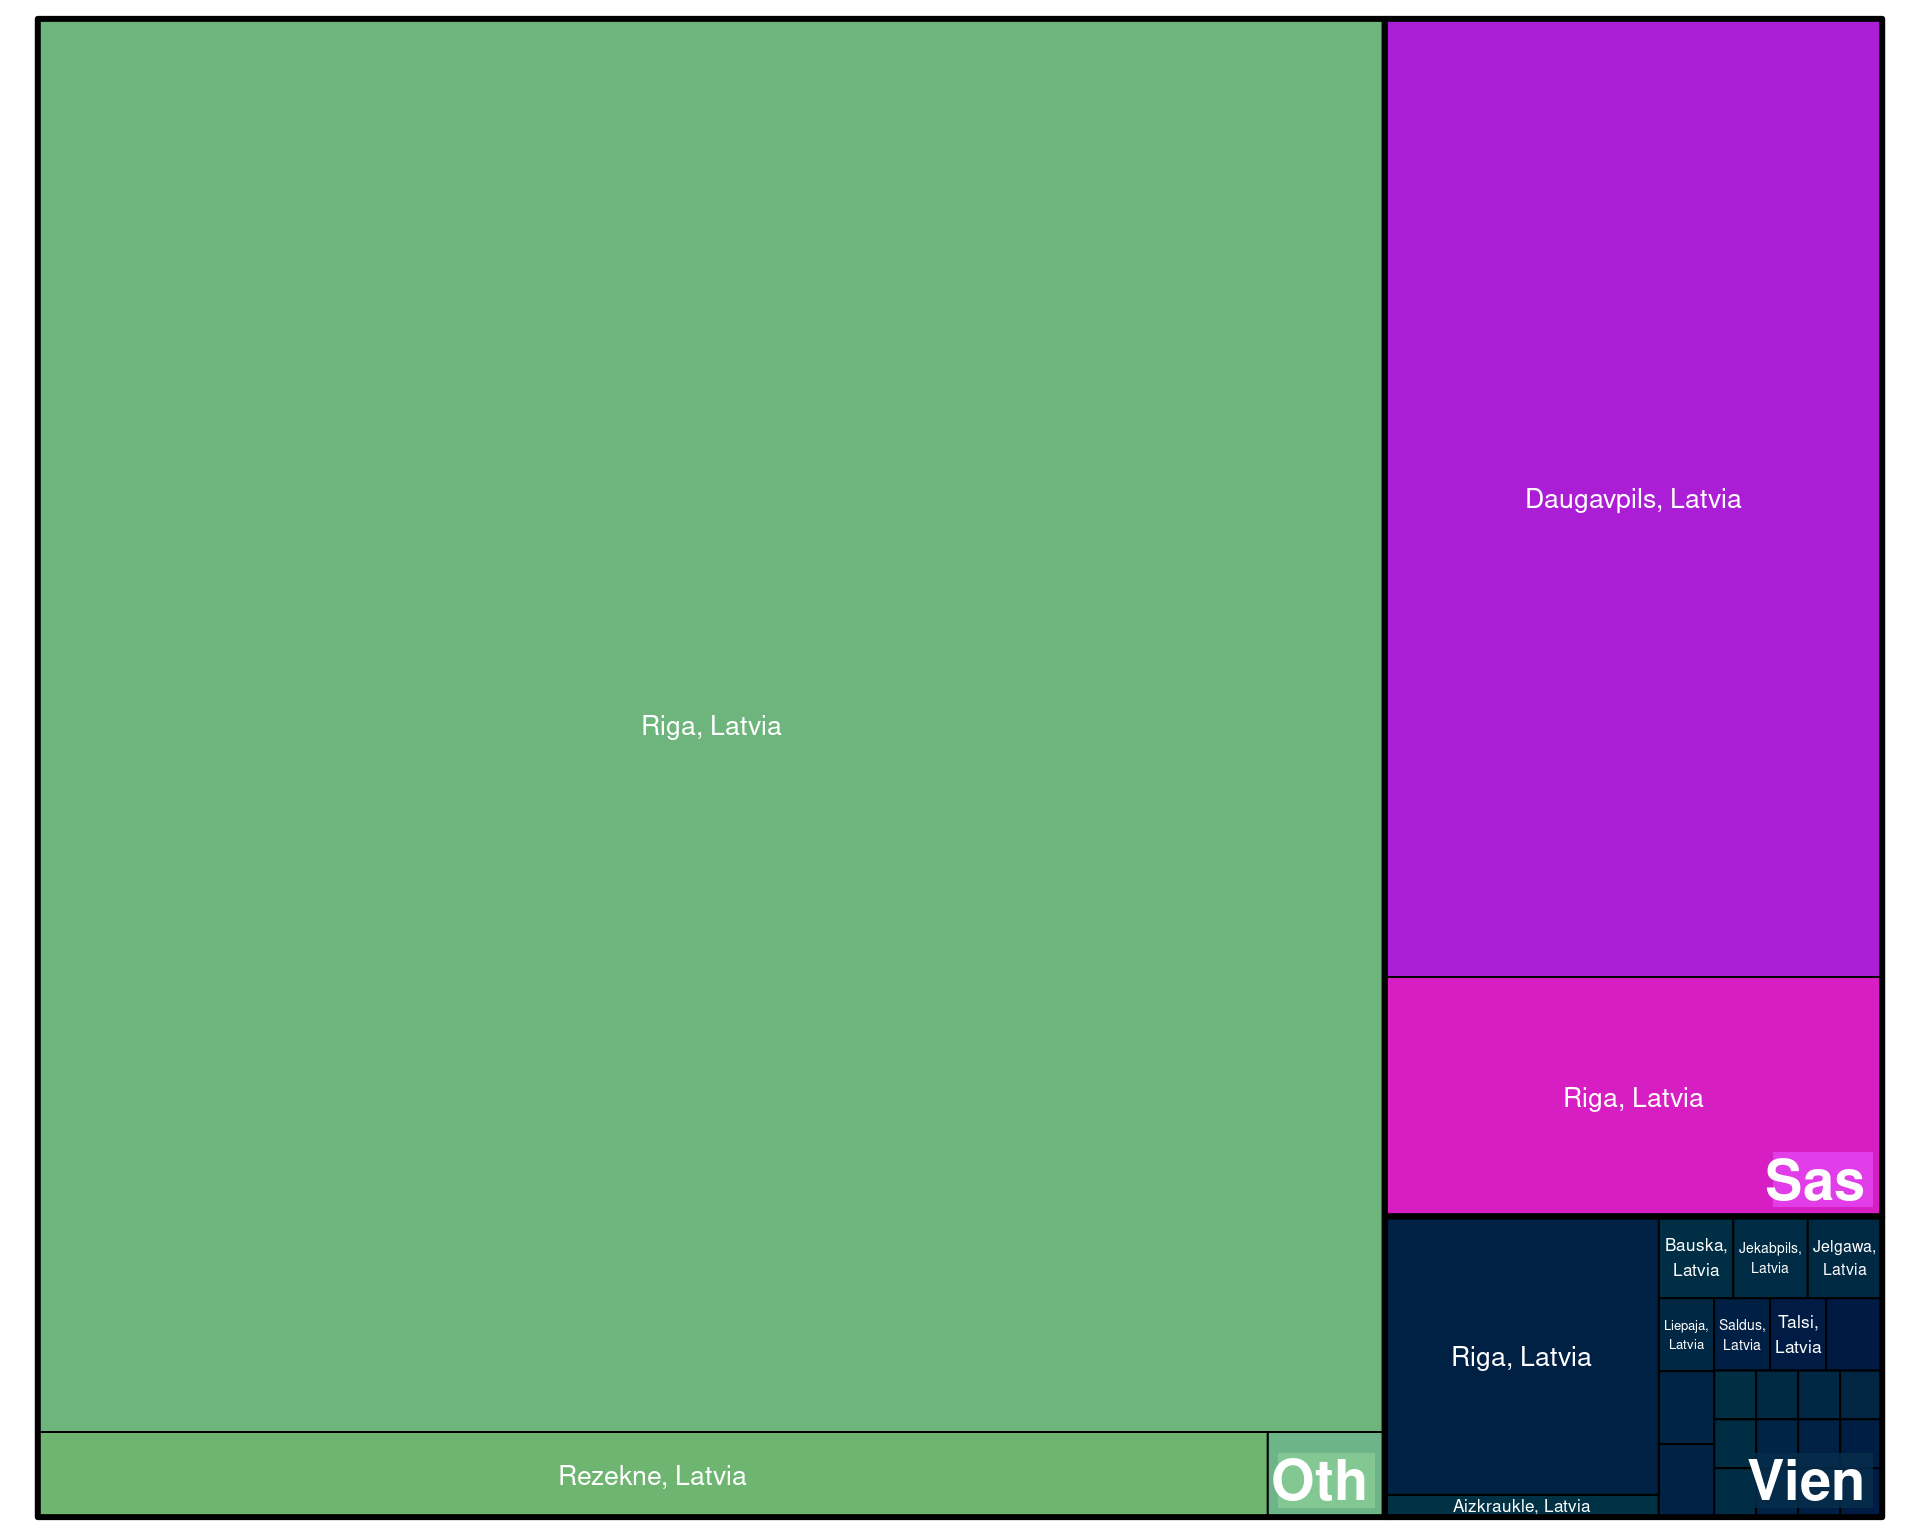 Riga, Latvia
Rezekne, Latvia
Oth
Daugavpils, Latvia
Riga, Latvia
Sas
Riga, Latvia
Aizkraukle, Latvia
Bauska,
Latvia
Jekabpils,
Latvia
Jelgawa,
Latvia
Liepaja,
Latvia
Saldus,
Latvia
Talsi,
Latvia
Vien